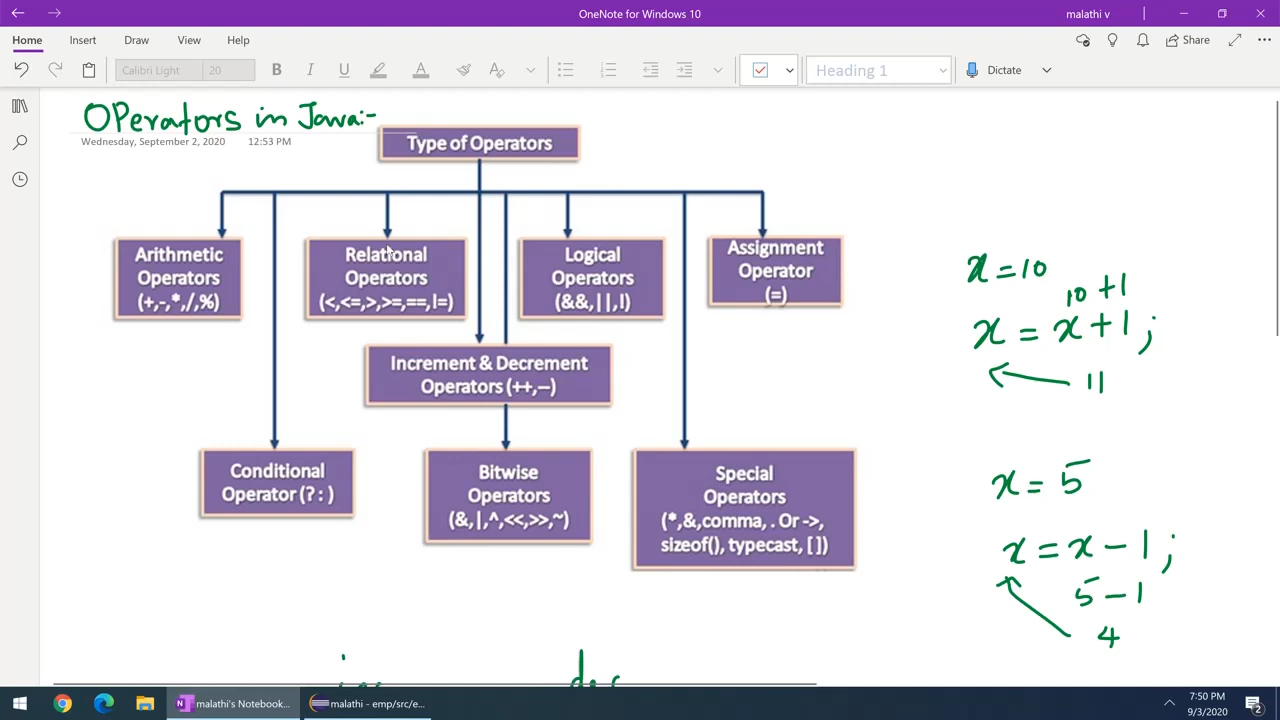 OneNote for Windows 10
malathi v
Home
Insert
Draw
View
Help
Share
Calibri Light
20
B
I
U
A
Heading 1
Dictate
OPerators in Java:-
Wednesday, September 2, 2020
12:53 PM
Type of Operators
Arithmetic
Operators
(+,-,*,/,%)
Relational
Operators
(<,<=,>,>=,==,!=)
Logical
Operators
(&&,||,!)
Assignment
Operator
(=)
Increment & Decrement
Operators (++,--)
Conditional
Operator (? : )
Bitwise
Operators
(&,|,^,<<,>>,~)
Special
Operators
(*,&,comma, . Or ->,
sizeof(), typecast, [ ])
x=10
10 +1
x = x+1;
11
x = 5
x = x - 1;
5 - 1
4
malathi's Notebook...
malathi - emp/src/e...
7:50 PM
9/3/2020
2